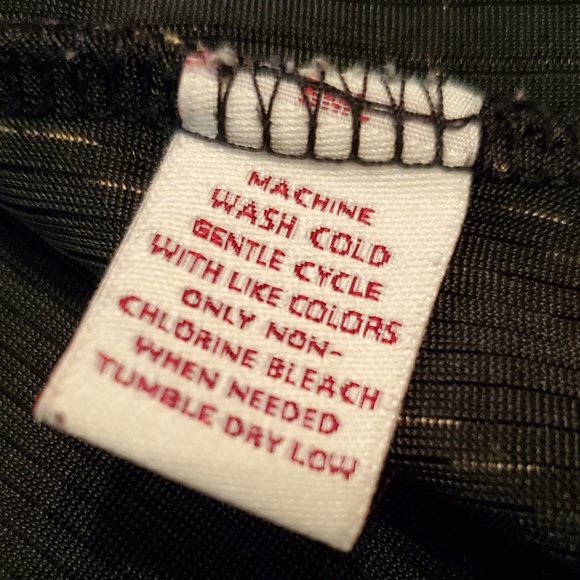 MACHINE
WASH COLD
GENTLE CYCLE
WITH LIKE COLORS
ONLY NON-
CHLORINE BLEACH
WHEN NEEDED
TUMBLE DRY LOW